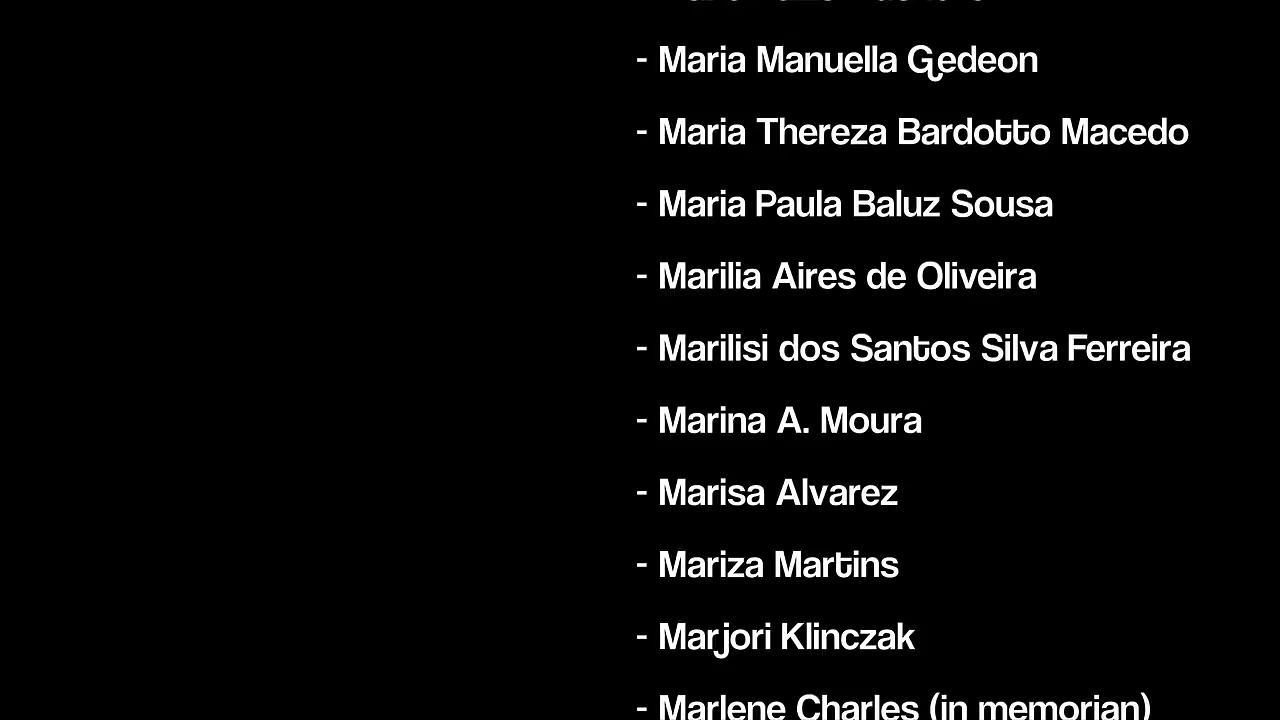 - Maria Manuella Gedeon
- Maria Thereza Bardotto Macedo
- Maria Paula Baluz Sousa
- Marilia Aires de Oliveira
- Marilisi dos Santos Silva Ferreira
- Marina A. Moura
- Marisa Alvarez
- Mariza Martins
- Marjori Klinczak
- Marlene Charles (in memorian)